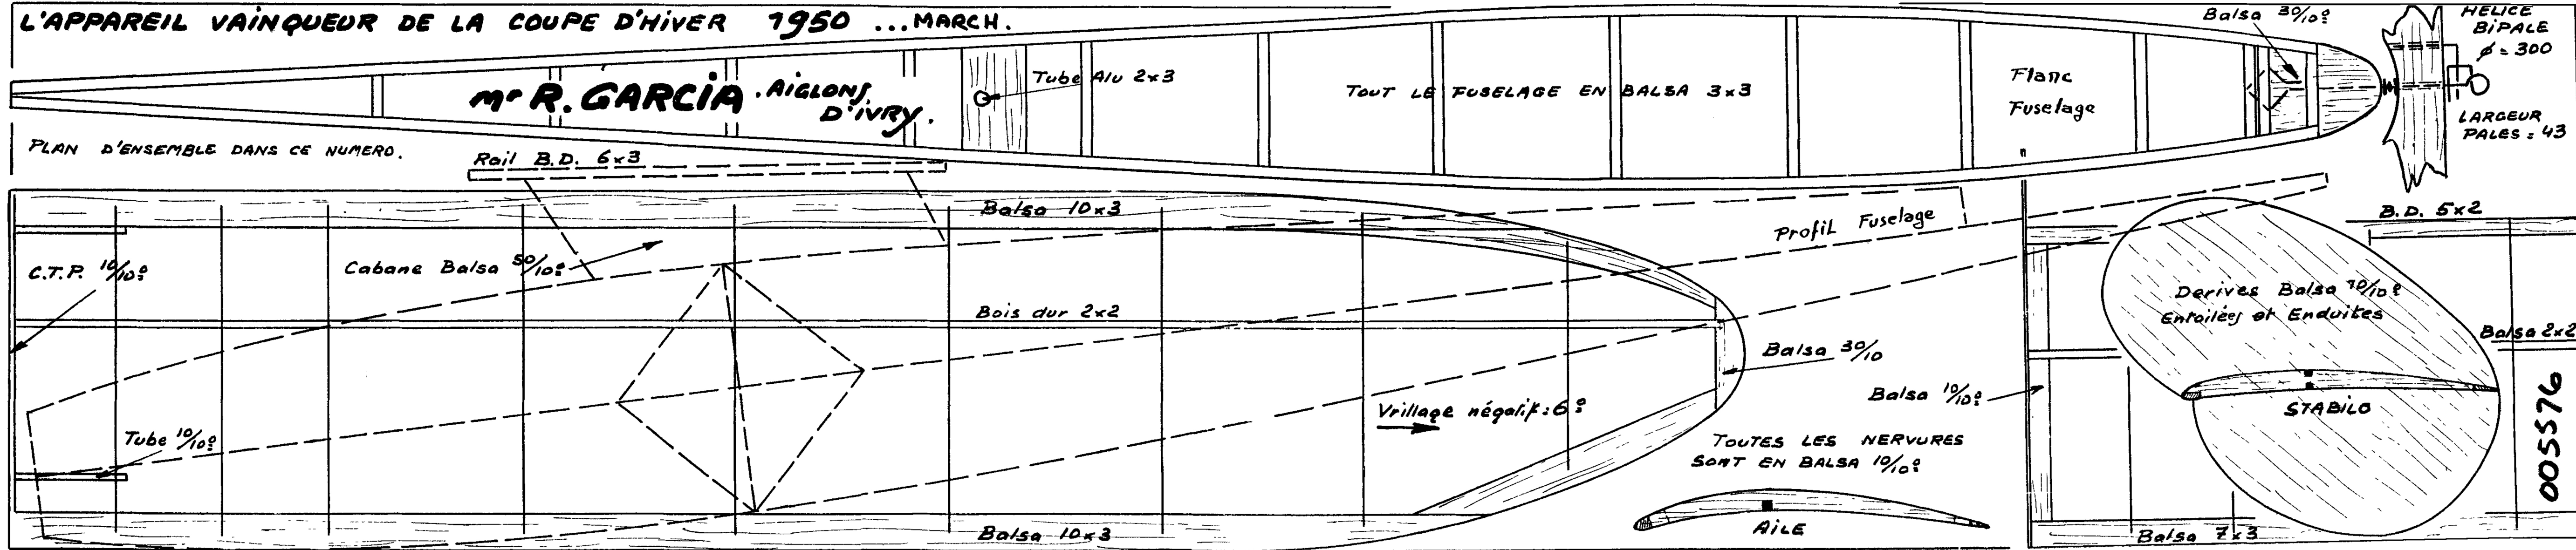 L'APPAREIL VAINQUEUR DE LA COUPE D'HIVER 1950 ...MARCH.
Balsa 30/10e
HELICE
BIPALE
ø = 300
Mr R. GARCIA . AIGLONS
D'IVRY.
Tube Alu 2x3
TOUT LE FUSELAGE EN BALSA 3x3
Flanc
Fuselage
LARGEUR
PALES : 43
PLAN D'ENSEMBLE DANS CE NUMERO.
Rail B.D. 6x3
Balsa 10x3
Profil Fuselage
B.D. 5x2
C.T.P. 10/10e
Cabane Balsa 50/10e
Bois dur 2x2
Derives Balsa 10/10e
Entoilées et Enduites
Balsa 2x2
Balsa 30/10
Balsa 10/10e
Vrillage négatif : 6°
STABILO
Tube 10/10e
TOUTES LES NERVURES
SONT EN BALSA 10/10e
AILE
Balsa 10x3
Balsa 7x3
005576